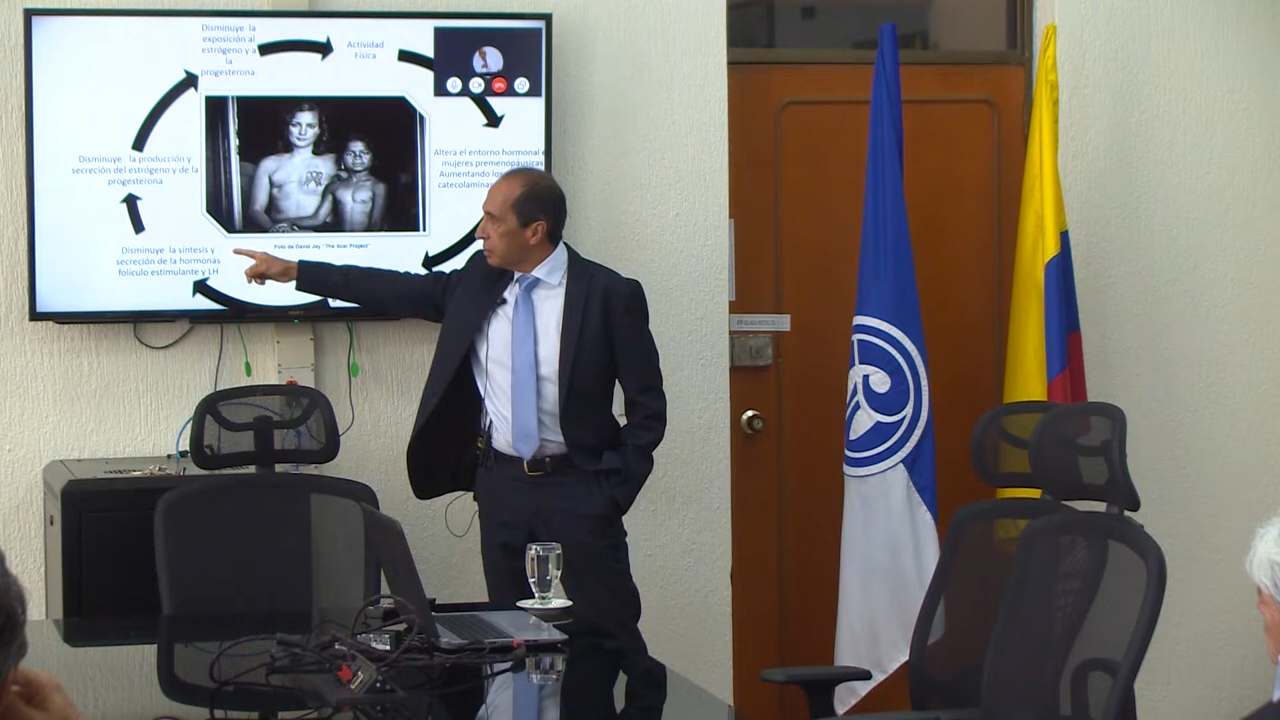 Disminuye la
exposición al
estrógeno y a
la
progesterona
Actividad
Física
Altera el entorno hormonal
mujeres premenopáusicas
Aumentando los
Disminuye la producción y
secreción del estrógeno y de la
progesterona
Disminuye la síntesis y
secreción de la hormonas
folículo estimulante y LH
Foto de David Jay "The Scar Project"